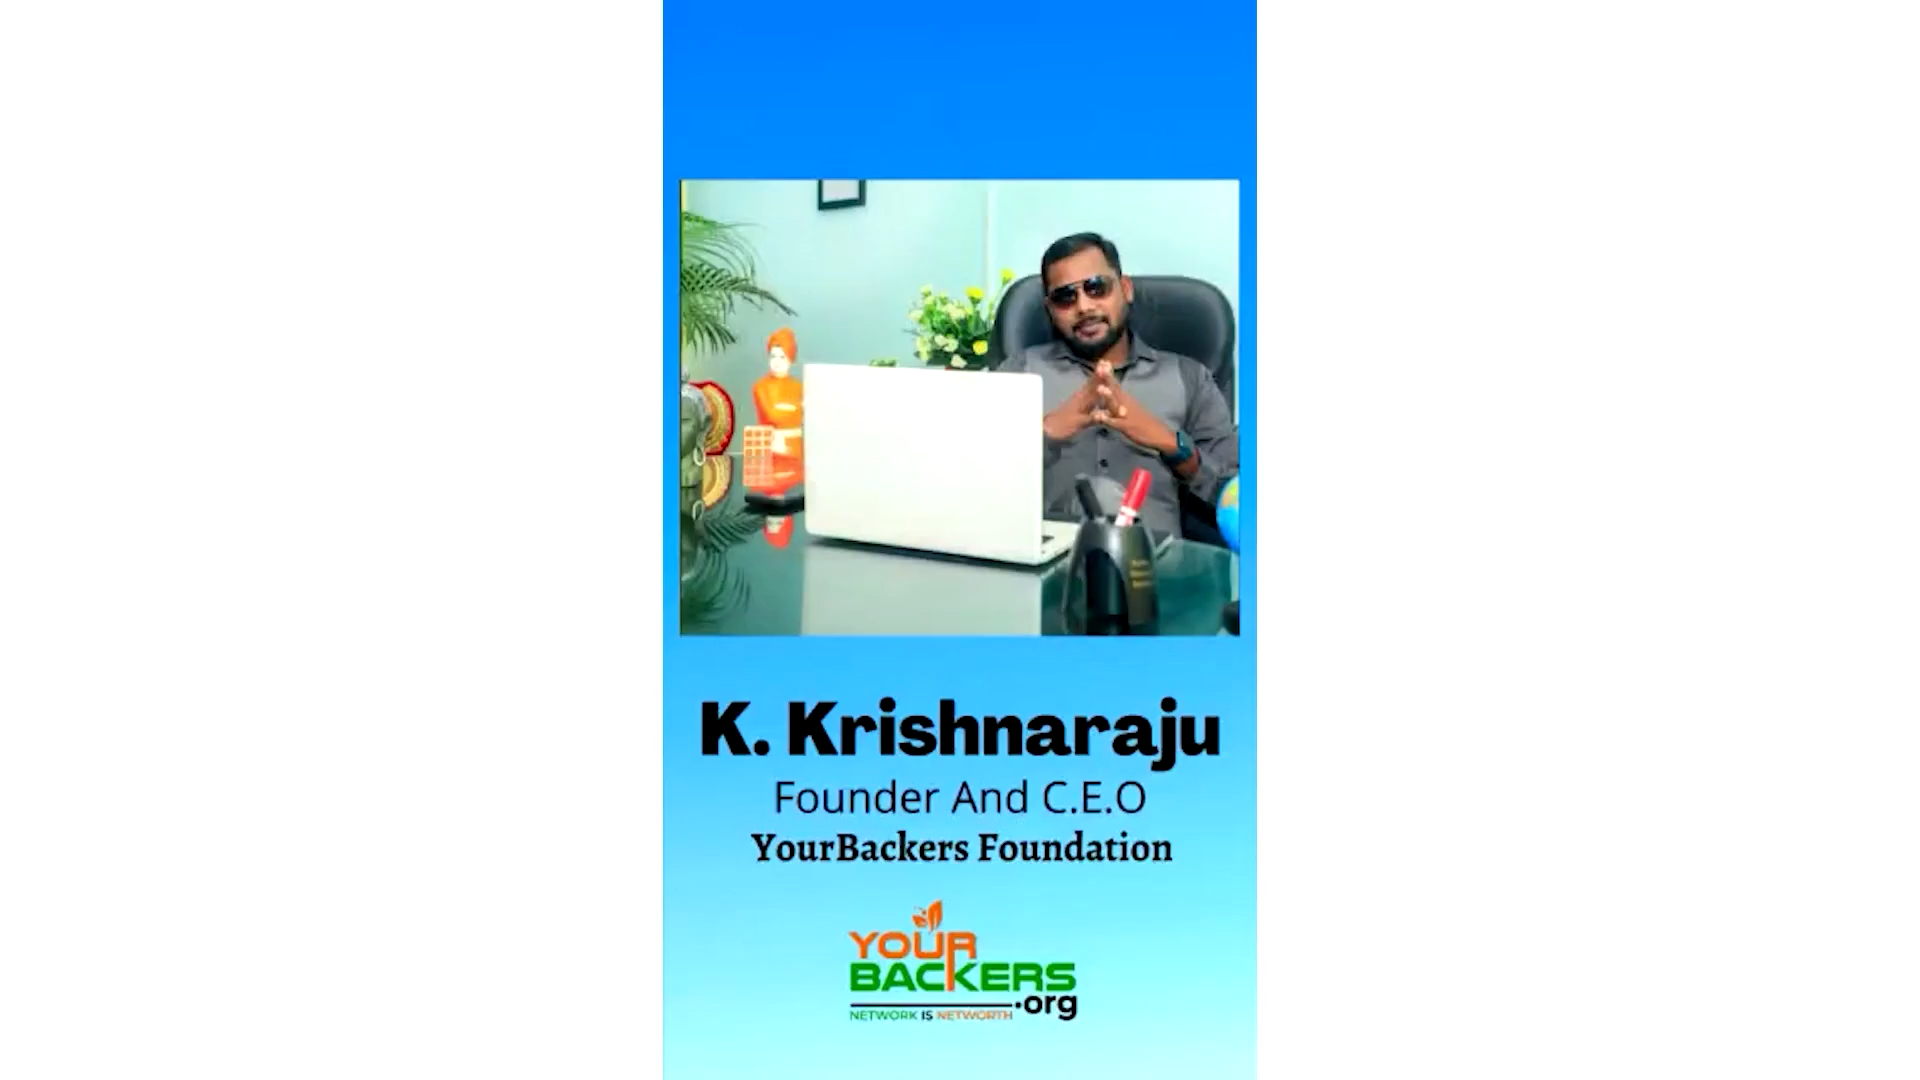 K. Krishnaraju
Founder And C.E.O
YourBackers Foundation
YOUR
BACKERS
.org
NETWORK IS NETWORTH